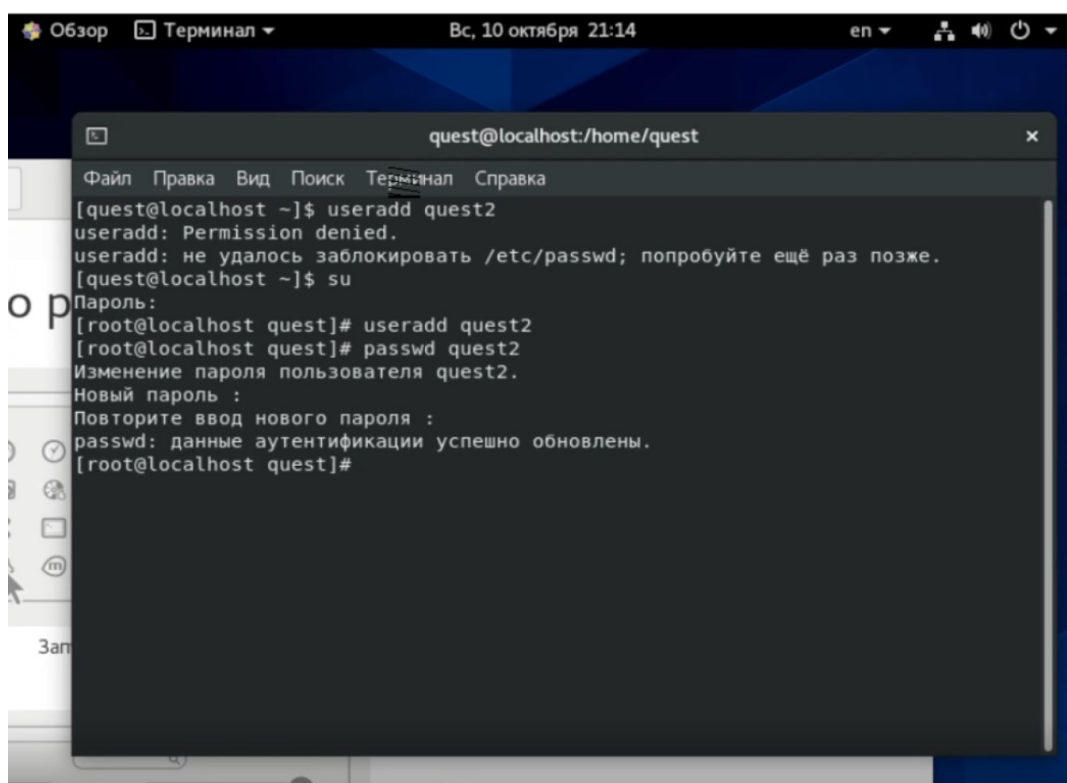 Обзор Терминал Вс, 10 октября 21:14 en
quest@localhost:/home/quest
Файл Правка Вид Поиск Терминал Справка
[quest@localhost ~]$ useradd quest2
useradd: Permission denied.
useradd: не удалось заблокировать /etc/passwd; попробуйте ещё раз позже.
[quest@localhost ~]$ su
Пароль:
[root@localhost quest]# useradd quest2
[root@localhost quest]# passwd quest2
Изменение пароля пользователя quest2.
Новый пароль :
Повторите ввод нового пароля :
passwd: данные аутентификации успешно обновлены.
[root@localhost quest]#
о р
Зап